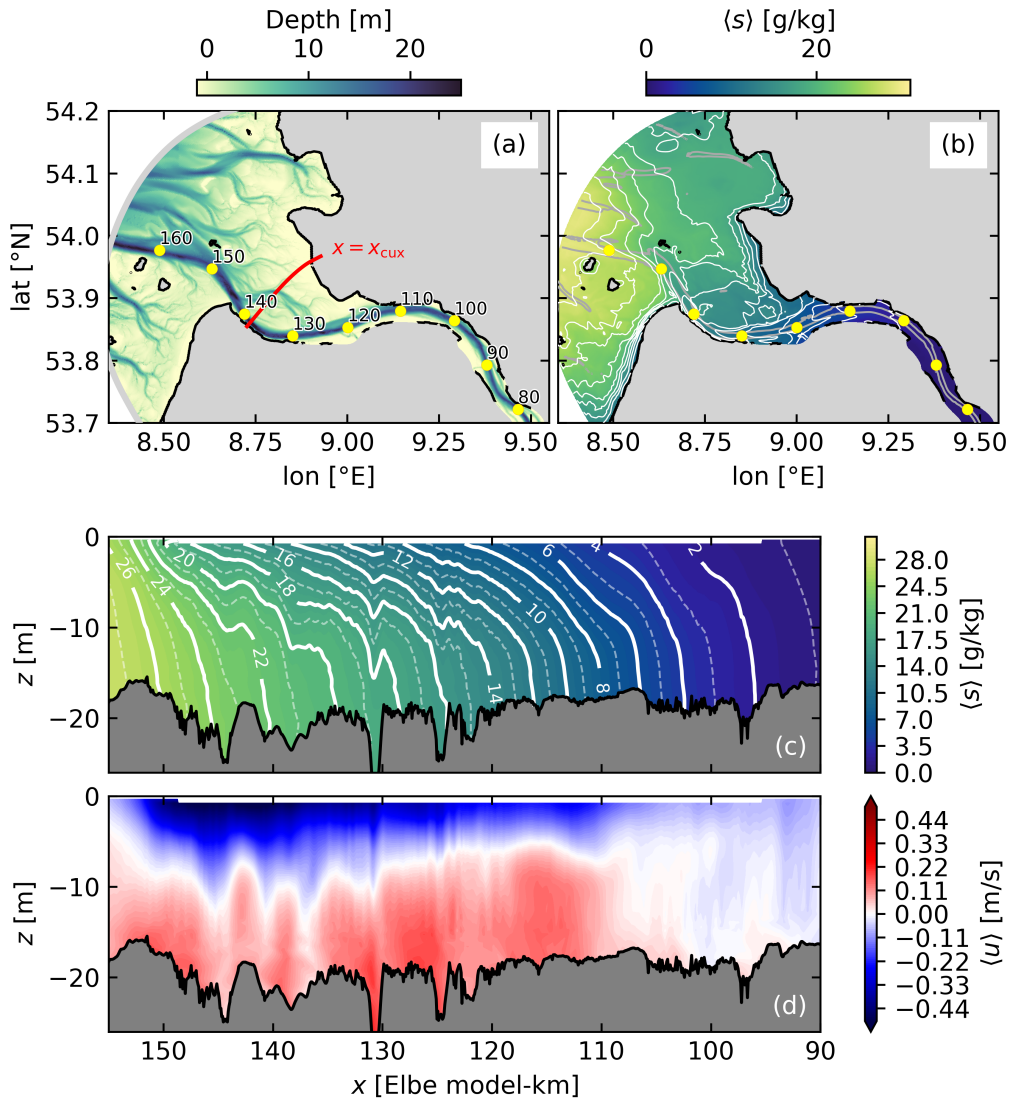 Depth [m]
⟨s⟩ [g/kg]
0 10 20
0 20
54.2
54.1
54.0
53.9
53.8
53.7
lat [°N]
(a)
x = x_cux
160
150
140
130
120
110
100
90
80
8.50 8.75 9.00 9.25 9.50
lon [°E]
(b)
8.50 8.75 9.00 9.25 9.50
lon [°E]
0
−10
−20
z [m]
26
24
20
22
18
16
12
14
10
6
8
4
2
(c)
28.0
24.5
21.0
17.5
14.0
10.5
7.0
3.5
0.0
⟨s⟩ [g/kg]
0
−10
−20
z [m]
(d)
150 140 130 120 110 100 90
x [Elbe model-km]
0.44
0.33
0.22
0.11
0.00
−0.11
−0.22
−0.33
−0.44
⟨u⟩ [m/s]